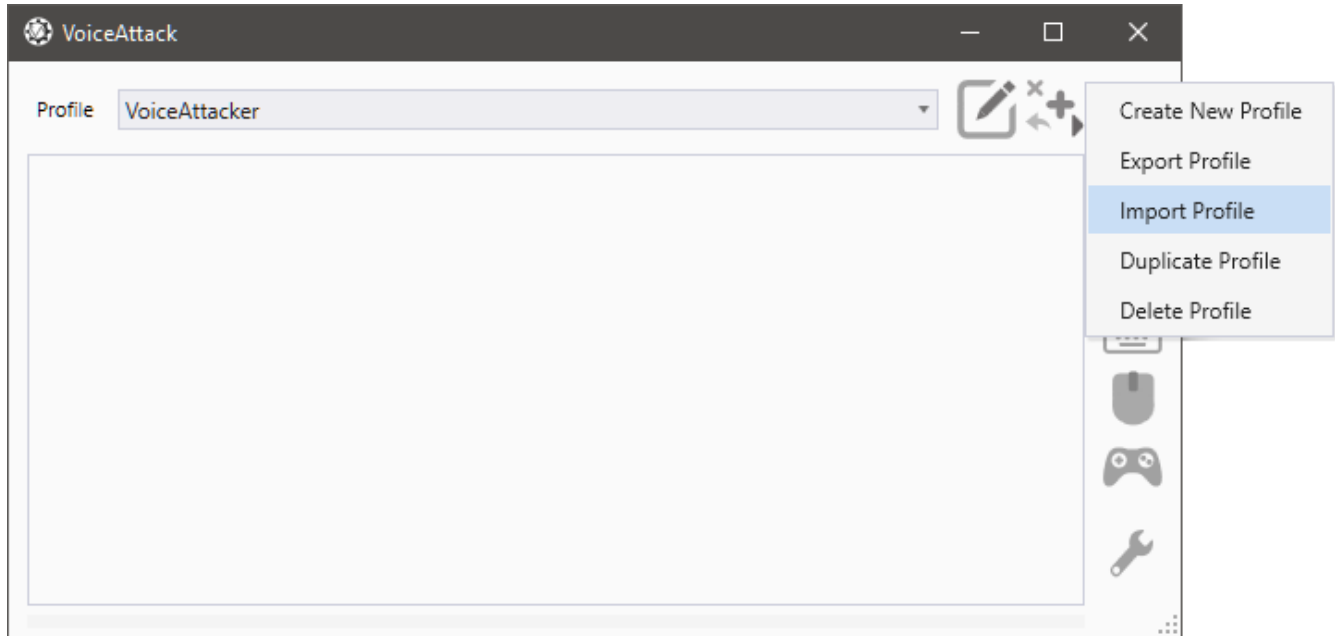 VoiceAttack
Profile
VoiceAttacker
Create New Profile
Export Profile
Import Profile
Duplicate Profile
Delete Profile